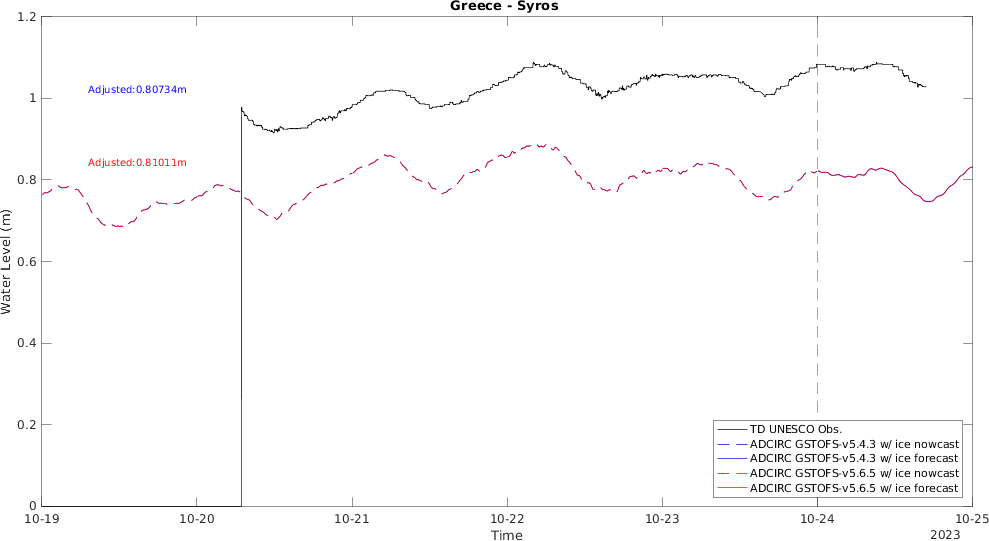 Greece - Syros
1.2
1
0.8
0.6
0.4
0.2
0
Water Level (m)
Adjusted:0.80734m
Adjusted:0.81011m
TD UNESCO Obs.
ADCIRC GSTOFS-v5.4.3 w/ ice nowcast
ADCIRC GSTOFS-v5.4.3 w/ ice forecast
ADCIRC GSTOFS-v5.6.5 w/ ice nowcast
ADCIRC GSTOFS-v5.6.5 w/ ice forecast
10-19 10-20 10-21 10-22 10-23 10-24 10-25
Time
2023